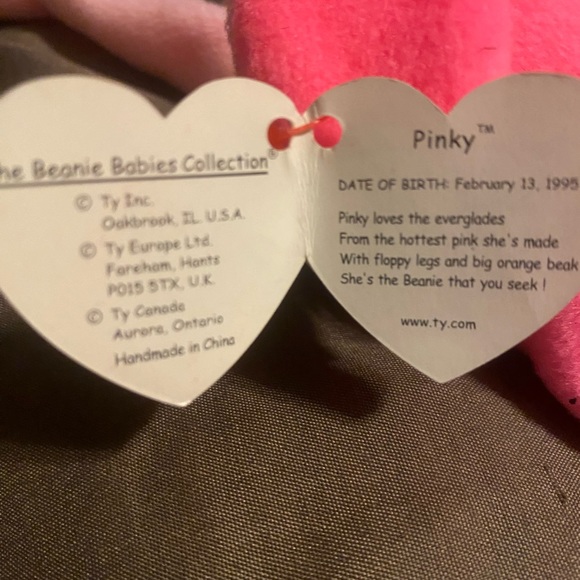 he Beanie Babies Collection®
© Ty Inc.
Oakbrook, IL. U.S.A.
© Ty Europe Ltd.
Fareham, Hants
PO15 5TX, U.K.
© Ty Canada
Aurora, Ontario
Handmade in China
Pinky™
DATE OF BIRTH: February 13, 1995
Pinky loves the everglades
From the hottest pink she's made
With floppy legs and big orange beak
She's the Beanie that you seek !
www.ty.com